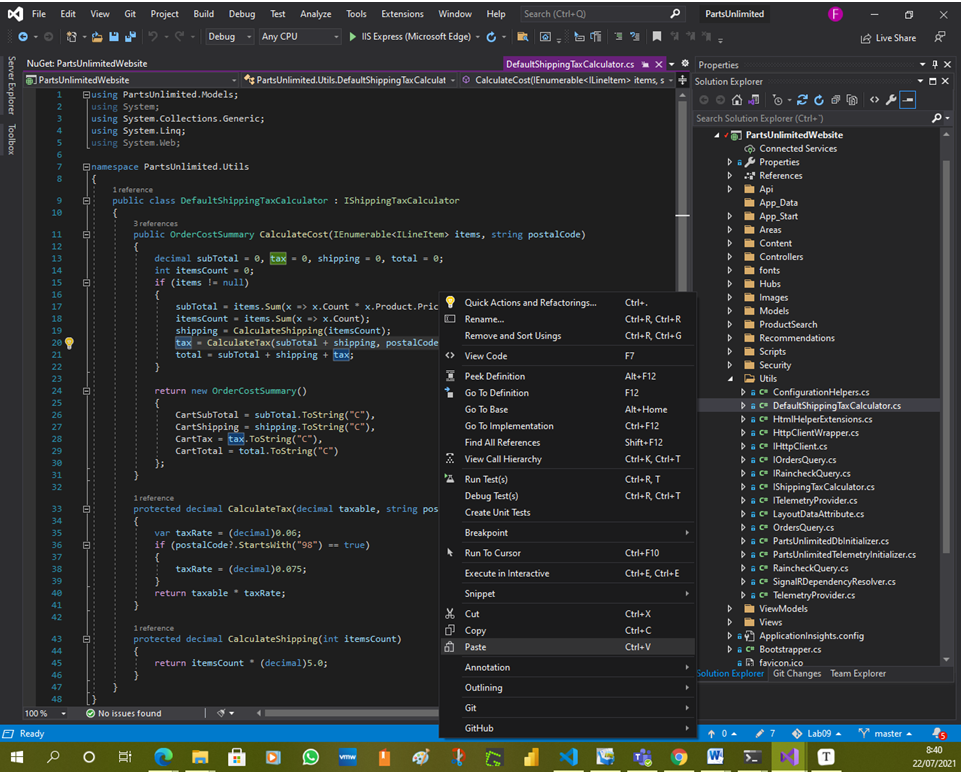 File Edit View Git Project Build Debug Test Analyze Tools Extensions Window Help Search (Ctrl+Q) PartsUnlimited F
Debug Any CPU IIS Express (Microsoft Edge) Live Share
NuGet: PartsUnlimitedWebsite DefaultShippingTaxCalculator.cs
PartsUnlimitedWebsite PartsUnlimited.Utils.DefaultShippingTaxCalculat CalculateCost(IEnumerable<ILineItem> items, s
Server Explorer
Toolbox
1 using PartsUnlimited.Models;
2 using System;
3 using System.Collections.Generic;
4 using System.Linq;
5 using System.Web;
6
7 namespace PartsUnlimited.Utils
8 {
1 reference
9 public class DefaultShippingTaxCalculator : IShippingTaxCalculator
10 {
3 references
11 public OrderCostSummary CalculateCost(IEnumerable<ILineItem> items, string postalCode)
12 {
13 decimal subTotal = 0, tax = 0, shipping = 0, total = 0;
14 int itemsCount = 0;
15 if (items != null)
16 {
17 subTotal = items.Sum(x => x.Count * x.Product.Pric
18 itemsCount = items.Sum(x => x.Count);
19 shipping = CalculateShipping(itemsCount);
20 tax = CalculateTax(subTotal + shipping, postalCode
21 total = subTotal + shipping + tax;
22 }
23
24 return new OrderCostSummary()
25 {
26 CartSubTotal = subTotal.ToString("C"),
27 CartShipping = shipping.ToString("C"),
28 CartTax = tax.ToString("C"),
29 CartTotal = total.ToString("C")
30 };
31 }
32
1 reference
33 protected decimal CalculateTax(decimal taxable, string pos
34 {
35 var taxRate = (decimal)0.06;
36 if (postalCode?.StartsWith("98") == true)
37 {
38 taxRate = (decimal)0.075;
39 }
40 return taxable * taxRate;
41 }
42
1 reference
43 protected decimal CalculateShipping(int itemsCount)
44 {
45 return itemsCount * (decimal)5.0;
46 }
47 }
48 }
100 % No issues found
Quick Actions and Refactorings... Ctrl+.
Rename... Ctrl+R, Ctrl+R
Remove and Sort Usings Ctrl+R, Ctrl+G
View Code F7
Peek Definition Alt+F12
Go To Definition F12
Go To Base Alt+Home
Go To Implementation Ctrl+F12
Find All References Shift+F12
View Call Hierarchy Ctrl+K, Ctrl+T
Run Test(s) Ctrl+R, T
Debug Test(s) Ctrl+R, Ctrl+T
Create Unit Tests
Breakpoint
Run To Cursor Ctrl+F10
Execute in Interactive Ctrl+E, Ctrl+E
Snippet
Cut Ctrl+X
Copy Ctrl+C
Paste Ctrl+V
Annotation
Outlining
Git
GitHub
Properties
Solution Explorer
Search Solution Explorer (Ctrl+¨)
PartsUnlimitedWebsite
Connected Services
Properties
References
Api
App_Data
App_Start
Areas
Content
Controllers
fonts
Hubs
Images
Models
ProductSearch
Recommendations
Scripts
Security
Utils
ConfigurationHelpers.cs
DefaultShippingTaxCalculator.cs
HtmlHelperExtensions.cs
HttpClientWrapper.cs
IHttpClient.cs
IOrdersQuery.cs
IRaincheckQuery.cs
IShippingTaxCalculator.cs
ITelemetryProvider.cs
LayoutDataAttribute.cs
OrdersQuery.cs
PartsUnlimitedDbInitializer.cs
PartsUnlimitedTelemetryInitializer.cs
RaincheckQuery.cs
SignalRDependencyResolver.cs
TelemetryProvider.cs
ViewModels
Views
ApplicationInsights.config
Bootstrapper.cs
favicon.ico
Solution Explorer Git Changes Team Explorer
Ready 0 7 Lab09 master 5
vmw T 8:40
22/07/2021